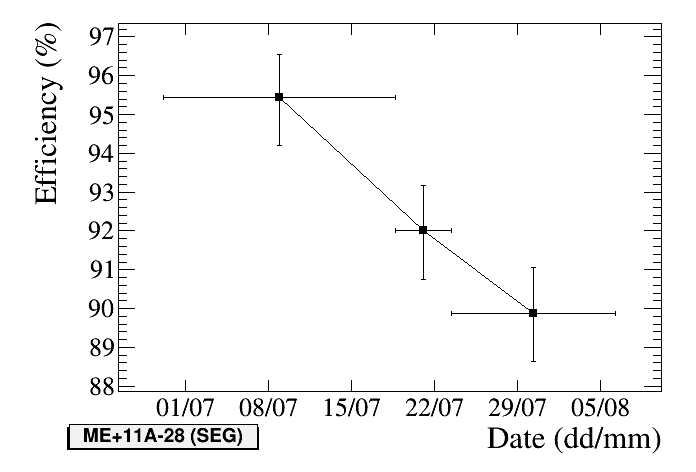 Efficiency (%)
97
96
95
94
93
92
91
90
89
88
01/07 08/07 15/07 22/07 29/07 05/08
ME+11A-28 (SEG)
Date (dd/mm)